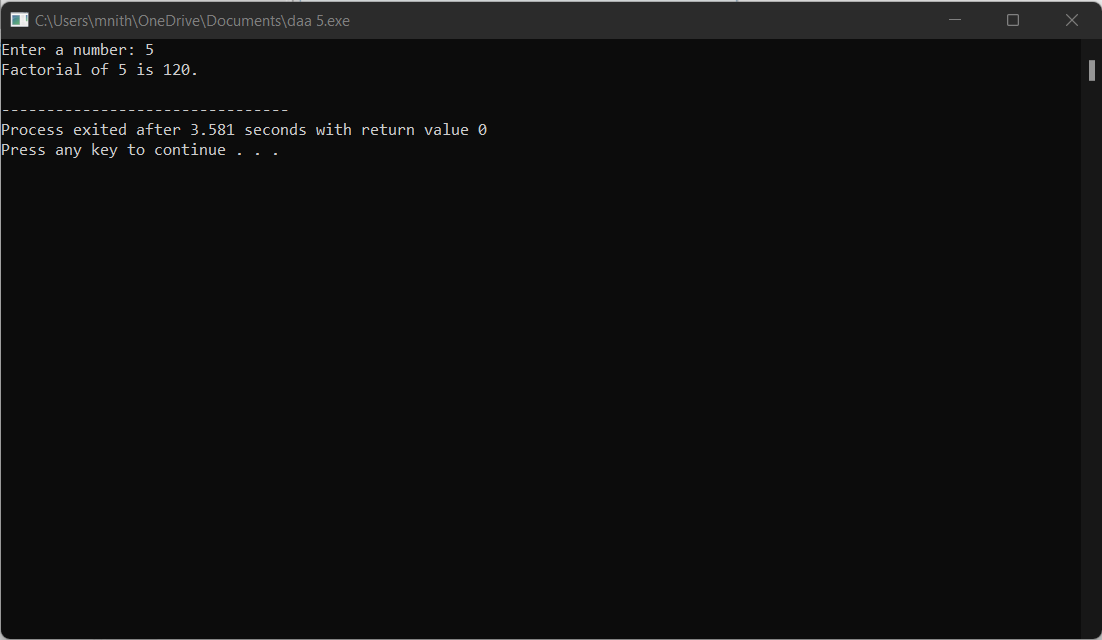 C:\Users\mnith\OneDrive\Documents\daa 5.exe
Enter a number: 5
Factorial of 5 is 120.
--------------------------------
Process exited after 3.581 seconds with return value 0
Press any key to continue . . .